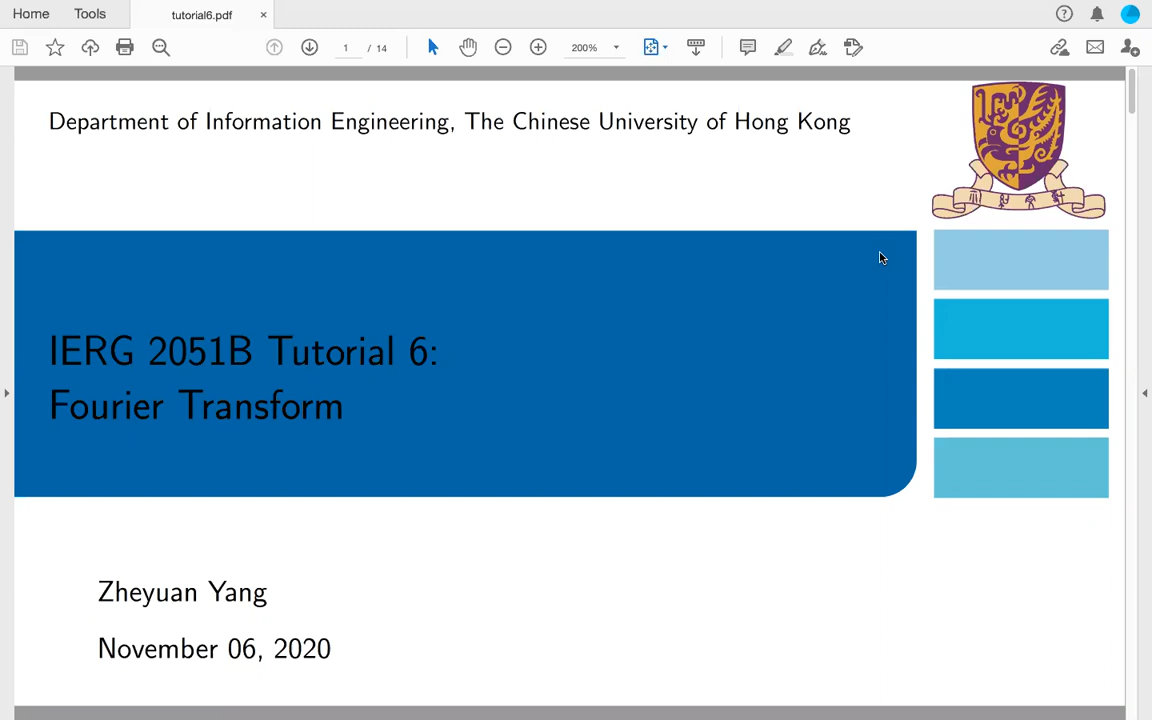 Home Tools tutorial6.pdf ×
1 / 14 200%
Department of Information Engineering, The Chinese University of Hong Kong
IERG 2051B Tutorial 6:
Fourier Transform
Zheyuan Yang
November 06, 2020